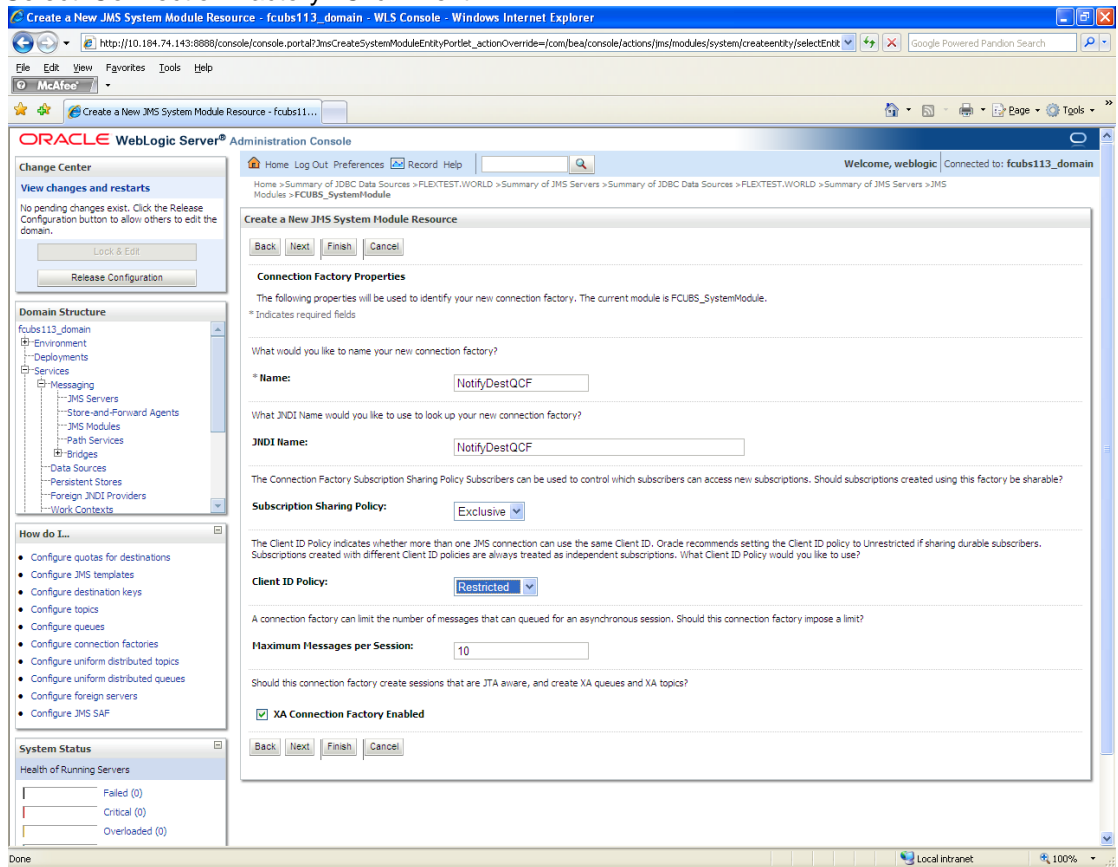 Create a New JMS System Module Resource - fcubs113_domain - WLS Console - Windows Internet Explorer
http://10.184.74.143:8888/console/console.portal?JmsCreateSystemModuleEntityPortlet_actionOverride=/com/bea/console/actions/jms/modules/system/createentity/selectEntit
Google Powered Pandion Search
File Edit View Favorites Tools Help
McAfee
Create a New JMS System Module Resource - fcubs11...
Page Tools
ORACLE WebLogic Server® Administration Console
Change Center
View changes and restarts
No pending changes exist. Click the Release
Configuration button to allow others to edit the
domain.
Lock & Edit
Release Configuration
Domain Structure
fcubs113_domain
Environment
Deployments
Services
Messaging
JMS Servers
Store-and-Forward Agents
JMS Modules
Path Services
Bridges
Data Sources
Persistent Stores
Foreign JNDI Providers
Work Contexts
How do I...
Configure quotas for destinations
Configure JMS templates
Configure destination keys
Configure topics
Configure queues
Configure connection factories
Configure uniform distributed topics
Configure uniform distributed queues
Configure foreign servers
Configure JMS SAF
System Status
Health of Running Servers
Failed (0)
Critical (0)
Overloaded (0)
Home Log Out Preferences Record Help
Welcome, weblogic Connected to: fcubs113_domain
Home >Summary of JDBC Data Sources >FLEXTEST.WORLD >Summary of JMS Servers >Summary of JDBC Data Sources >FLEXTEST.WORLD >Summary of JMS Servers >JMS
Modules >FCUBS_SystemModule
Create a New JMS System Module Resource
Back Next Finish Cancel
Connection Factory Properties
The following properties will be used to identify your new connection factory. The current module is FCUBS_SystemModule.
* Indicates required fields
What would you like to name your new connection factory?
* Name: NotifyDestQCF
What JNDI Name would you like to use to look up your new connection factory?
JNDI Name: NotifyDestQCF
The Connection Factory Subscription Sharing Policy Subscribers can be used to control which subscribers can access new subscriptions. Should subscriptions created using this factory be sharable?
Subscription Sharing Policy: Exclusive
The Client ID Policy indicates whether more than one JMS connection can use the same Client ID. Oracle recommends setting the Client ID policy to Unrestricted if sharing durable subscribers.
Subscriptions created with different Client ID policies are always treated as independent subscriptions. What Client ID Policy would you like to use?
Client ID Policy: Restricted
A connection factory can limit the number of messages that can queued for an asynchronous session. Should this connection factory impose a limit?
Maximum Messages per Session: 10
Should this connection factory create sessions that are JTA aware, and create XA queues and XA topics?
XA Connection Factory Enabled
Back Next Finish Cancel
Done
Local intranet
100%